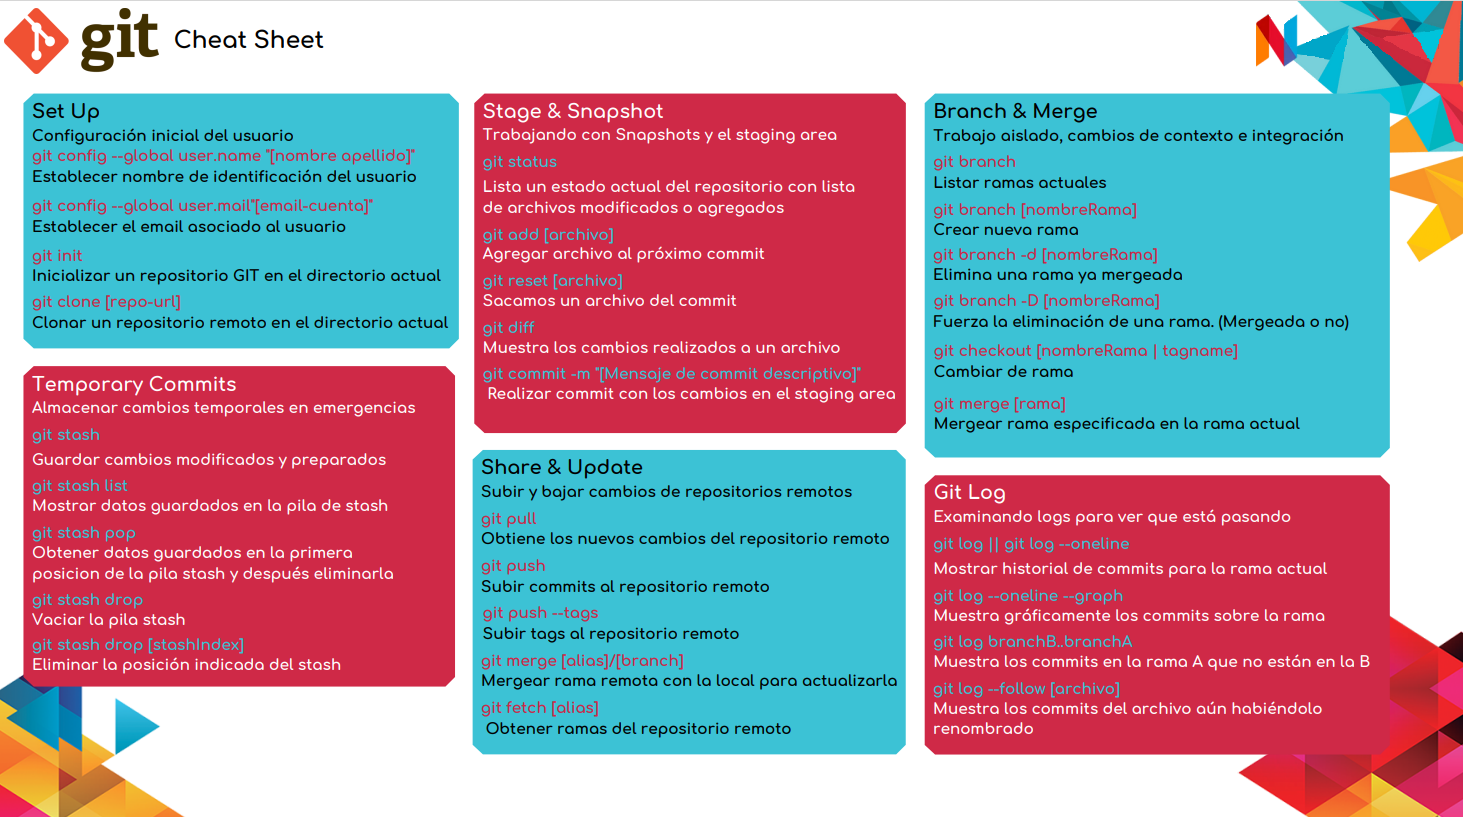 git Cheat Sheet
Set Up
Configuración inicial del usuario
git config --global user.name "[nombre apellido]"
Establecer nombre de identificación del usuario
git config --global user.mail"[email-cuenta]"
Establecer el email asociado al usuario
git init
Inicializar un repositorio GIT en el directorio actual
git clone [repo-url]
Clonar un repositorio remoto en el directorio actual
Temporary Commits
Almacenar cambios temporales en emergencias
git stash
Guardar cambios modificados y preparados
git stash list
Mostrar datos guardados en la pila de stash
git stash pop
Obtener datos guardados en la primera
posicion de la pila stash y después eliminarla
git stash drop
Vaciar la pila stash
git stash drop [stashIndex]
Eliminar la posición indicada del stash
Stage & Snapshot
Trabajando con Snapshots y el staging area
git status
Lista un estado actual del repositorio con lista
de archivos modificados o agregados
git add [archivo]
Agregar archivo al próximo commit
git reset [archivo]
Sacamos un archivo del commit
git diff
Muestra los cambios realizados a un archivo
git commit -m "[Mensaje de commit descriptivo]"
Realizar commit con los cambios en el staging area
Share & Update
Subir y bajar cambios de repositorios remotos
git pull
Obtiene los nuevos cambios del repositorio remoto
git push
Subir commits al repositorio remoto
git push --tags
Subir tags al repositorio remoto
git merge [alias]/[branch]
Mergear rama remota con la local para actualizarla
git fetch [alias]
Obtener ramas del repositorio remoto
Branch & Merge
Trabajo aislado, cambios de contexto e integración
git branch
Listar ramas actuales
git branch [nombreRama]
Crear nueva rama
git branch -d [nombreRama]
Elimina una rama ya mergeada
git branch -D [nombreRama]
Fuerza la eliminación de una rama. (Mergeada o no)
git checkout [nombreRama | tagname]
Cambiar de rama
git merge [rama]
Mergear rama especificada en la rama actual
Git Log
Examinando logs para ver que está pasando
git log || git log --oneline
Mostrar historial de commits para la rama actual
git log --oneline --graph
Muestra gráficamente los commits sobre la rama
git log branchB..branchA
Muestra los commits en la rama A que no están en la B
git log --follow [archivo]
Muestra los commits del archivo aún habiéndolo
renombrado